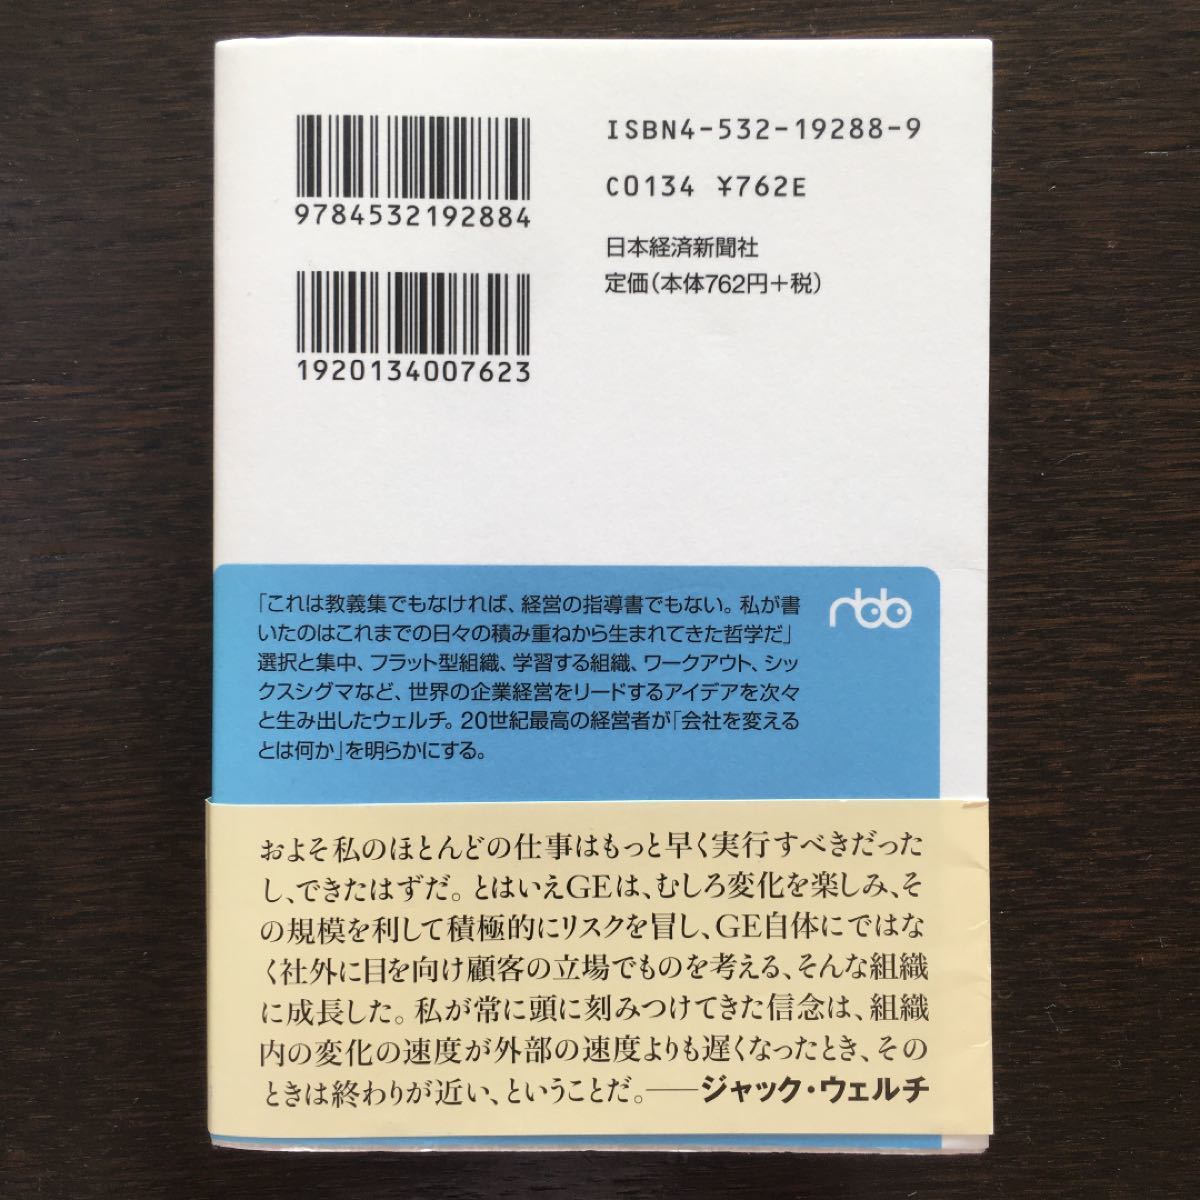 9784532192884
1920134007623
ISBN4-532-19288-9
C0134 ¥762E
日本経済新聞社
定価(本体762円+税)
nbb
「これは教義集でもなければ、経営の指導書でもない。私が書
いたのはこれまでの日々の積み重ねから生まれてきた哲学だ」
選択と集中、フラット型組織、学習する組織、ワークアウト、シッ
クスシグマなど、世界の企業経営をリードするアイデアを次々
と生み出したウェルチ。20世紀最高の経営者が「会社を変える
とは何か」を明らかにする。
およそ私のほとんどの仕事はもっと早く実行すべきだった
し、できたはずだ。とはいえGEは、むしろ変化を楽しみ、そ
の規模を利して積極的にリスクを冒し、GE自体にではな
く社外に目を向け顧客の立場でものを考える、そんな組織
に成長した。私が常に頭に刻みつけてきた信念は、組織
内の変化の速度が外部の速度よりも遅くなったとき、その
ときは終わりが近い、ということだ。——ジャック・ウェルチ